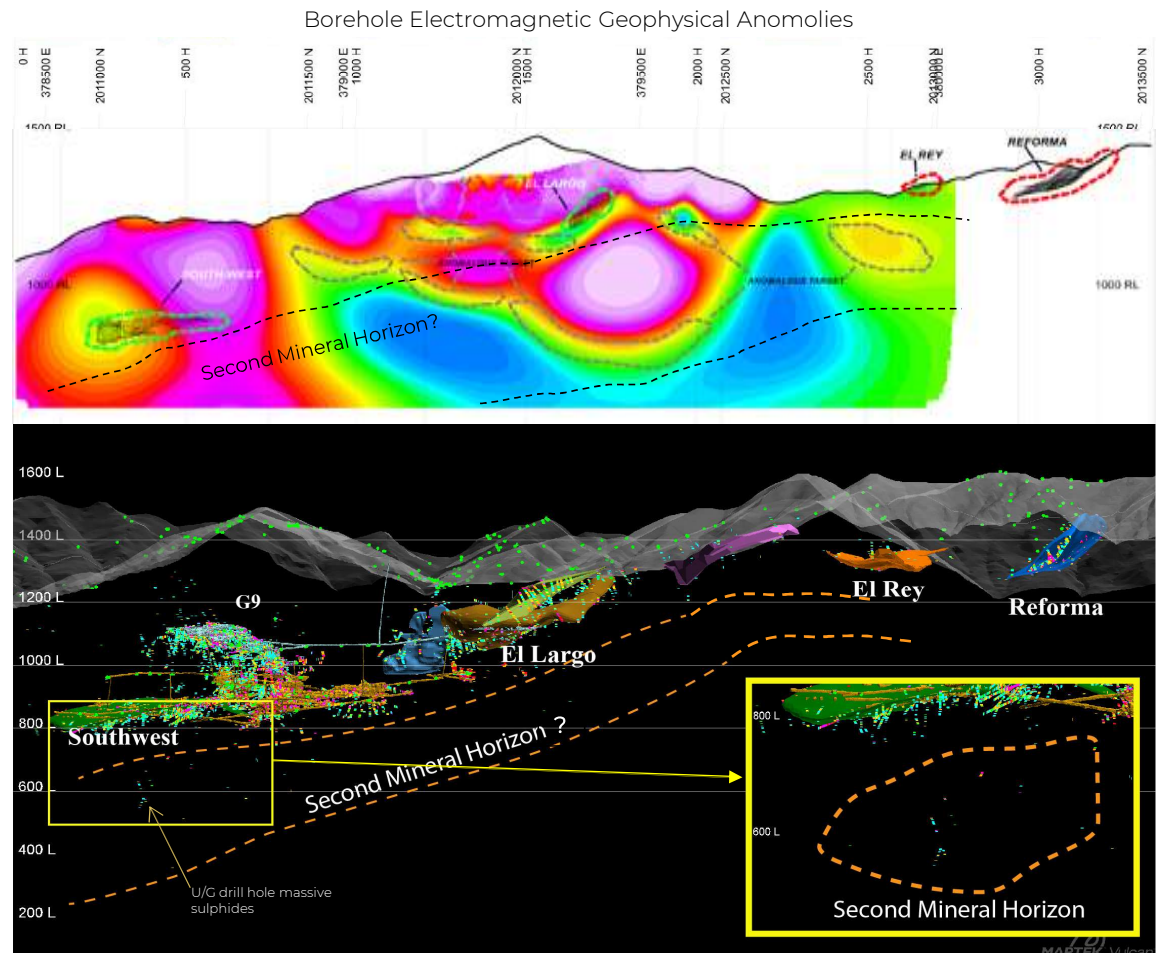 Borehole Electromagnetic Geophysical Anomolies
0 H
378500 E
2011000 N
500 H
2011500 N
379000 E
1000 H
2012000 N
1500 H
379500 E
2000 H
2012500 N
2500 H
2013000 N
3000 H
2013500 N
1500 RL
1500 RL
REFORMA
EL REY
EL LARGO
SOUTH-WEST
1000 RL
ANOMALOUS TARGET
ANOMALOUS TARGET
1000 RL
Second Mineral Horizon?
1600 L
1400 L
1200 L
G9
El Rey
Reforma
1000 L
El Largo
800 L
Southwest
800 L
Second Mineral Horizon ?
600 L
600 L
400 L
U/G drill hole massive
sulphides
200 L
Second Mineral Horizon
MAPTEK Vulcan